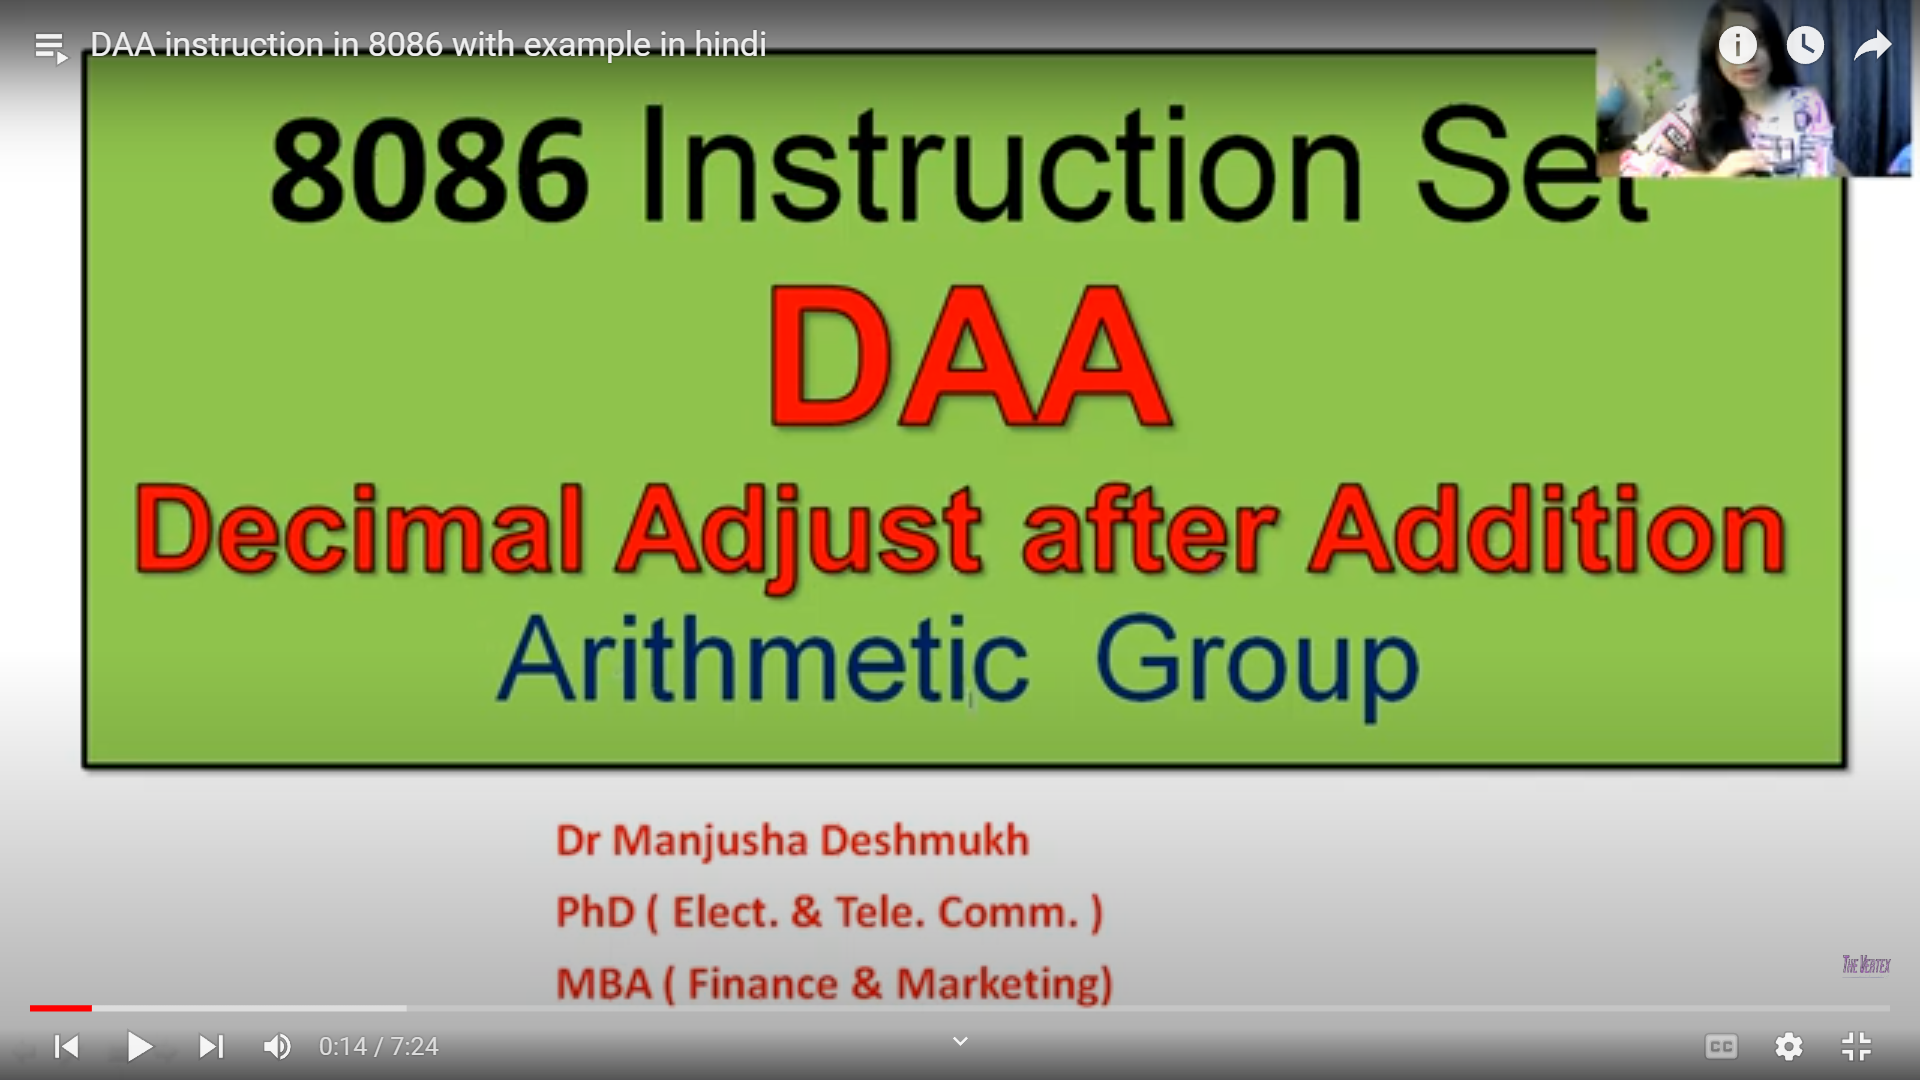 DAA instruction in 8086 with example in hindi
8086 Instruction Set
DAA
Decimal Adjust after Addition
Arithmetic Group
Dr Manjusha Deshmukh
PhD ( Elect. & Tele. Comm. )
MBA ( Finance & Marketing)
THE VERTEX
0:14 / 7:24
CC